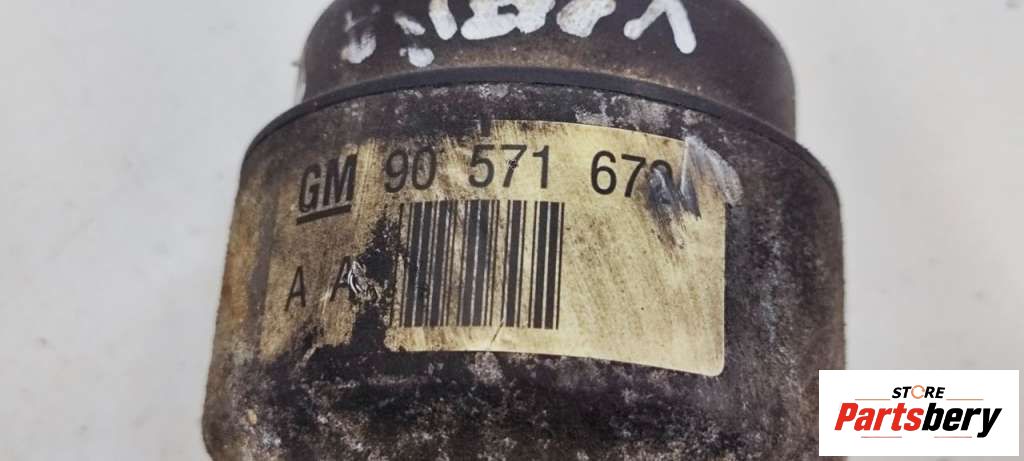 GM 90 571
A A
STORE
Partsbery